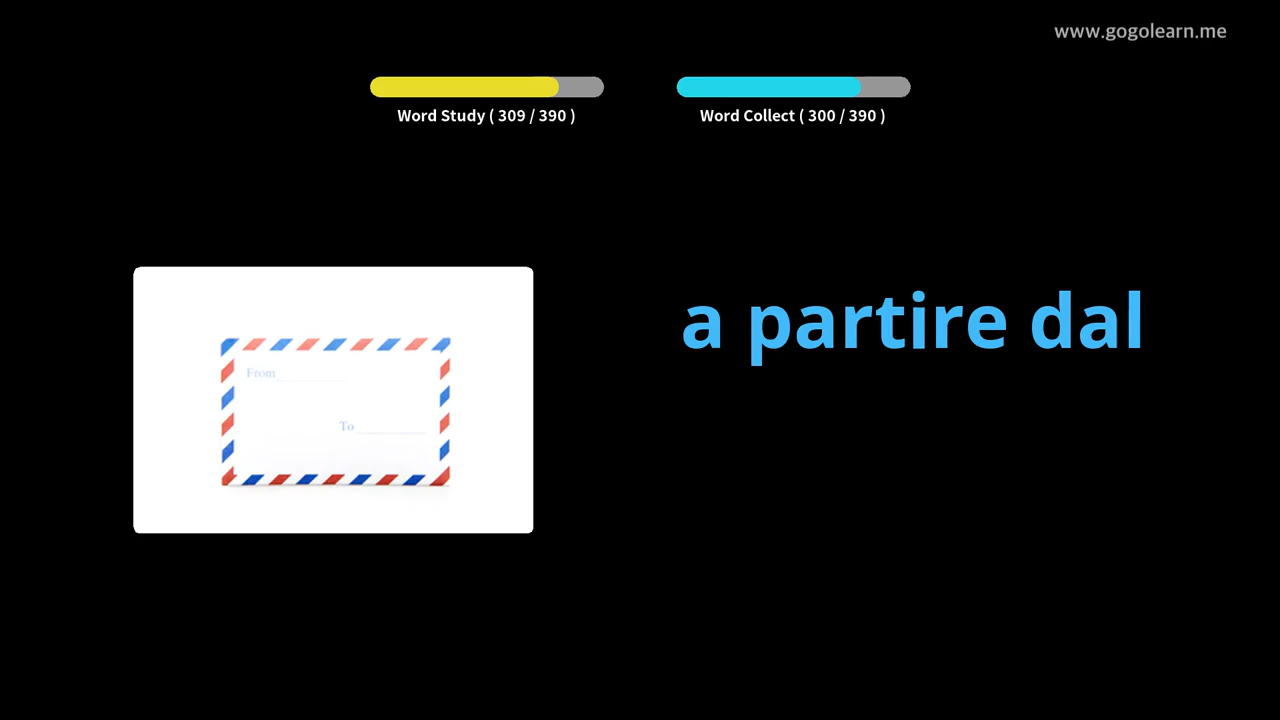 www.gogolearn.me
Word Study ( 309 / 390 )
Word Collect ( 300 / 390 )
a partire dal
From
To